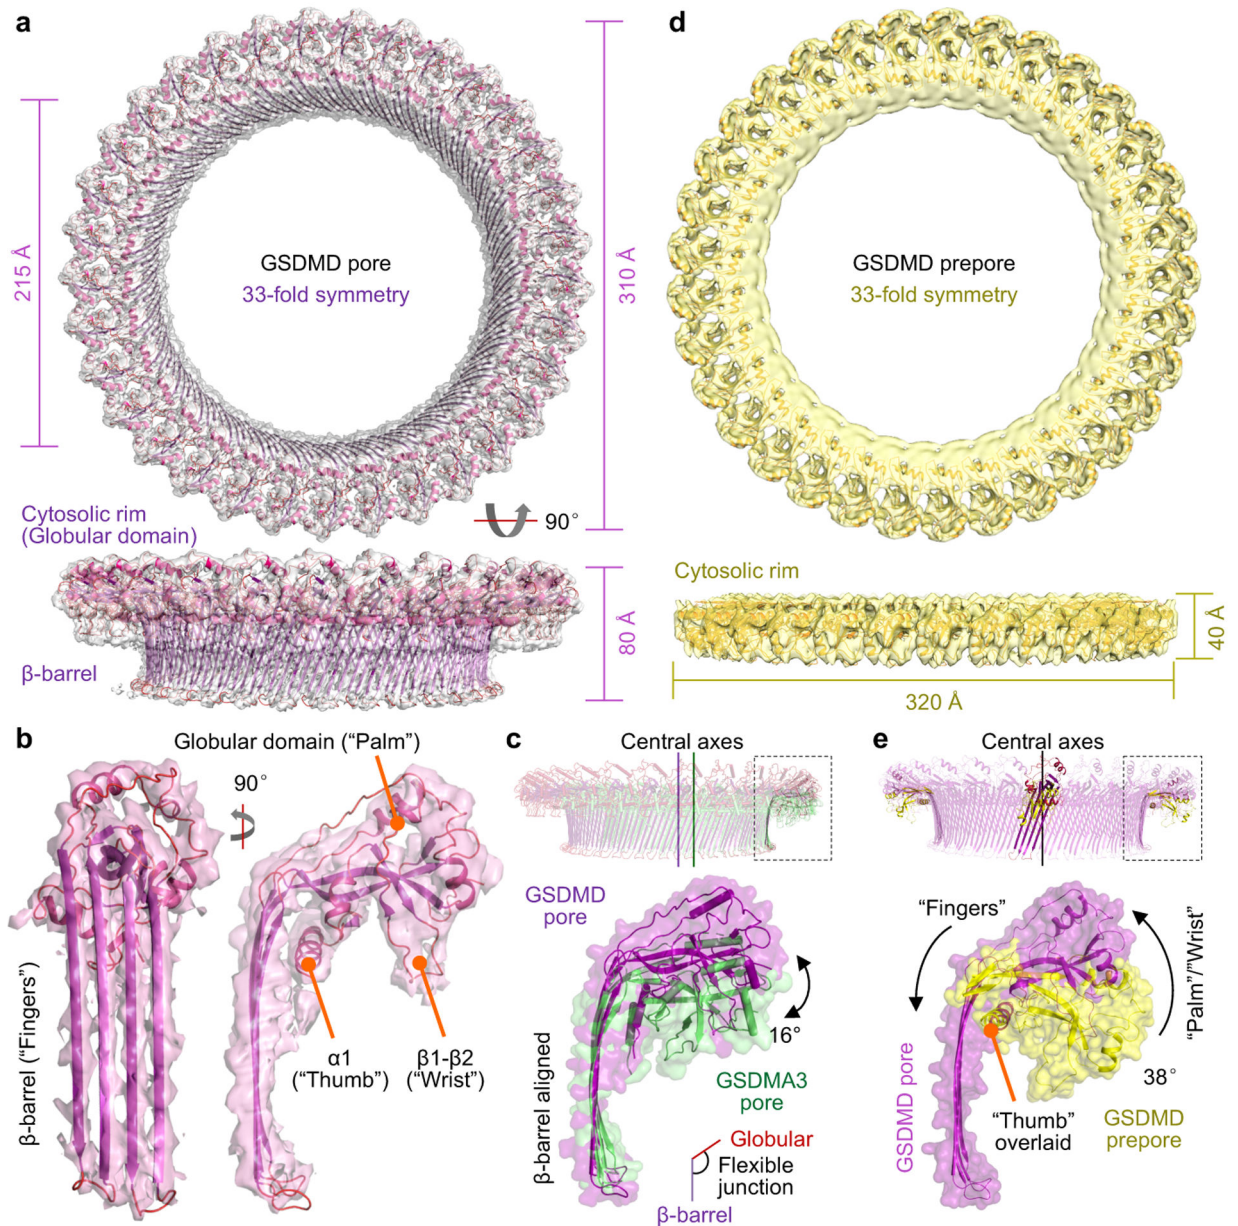 a
215 Å
GSDMD pore
33-fold symmetry
310 Å
Cytosolic rim
(Globular domain)
90°
β-barrel
80 Å
d
GSDMD prepore
33-fold symmetry
Cytosolic rim
40 Å
320 Å
b
Globular domain (“Palm”)
90°
β-barrel (“Fingers”)
α1
(“Thumb”)
β1-β2
(“Wrist”)
c
Central axes
GSDMD
pore
16°
GSDMA3
pore
β-barrel aligned
Globular
Flexible
junction
β-barrel
e
Central axes
“Fingers”
“Palm”/”Wrist”
GSDMD pore
38°
“Thumb”
overlaid
GSDMD
prepore